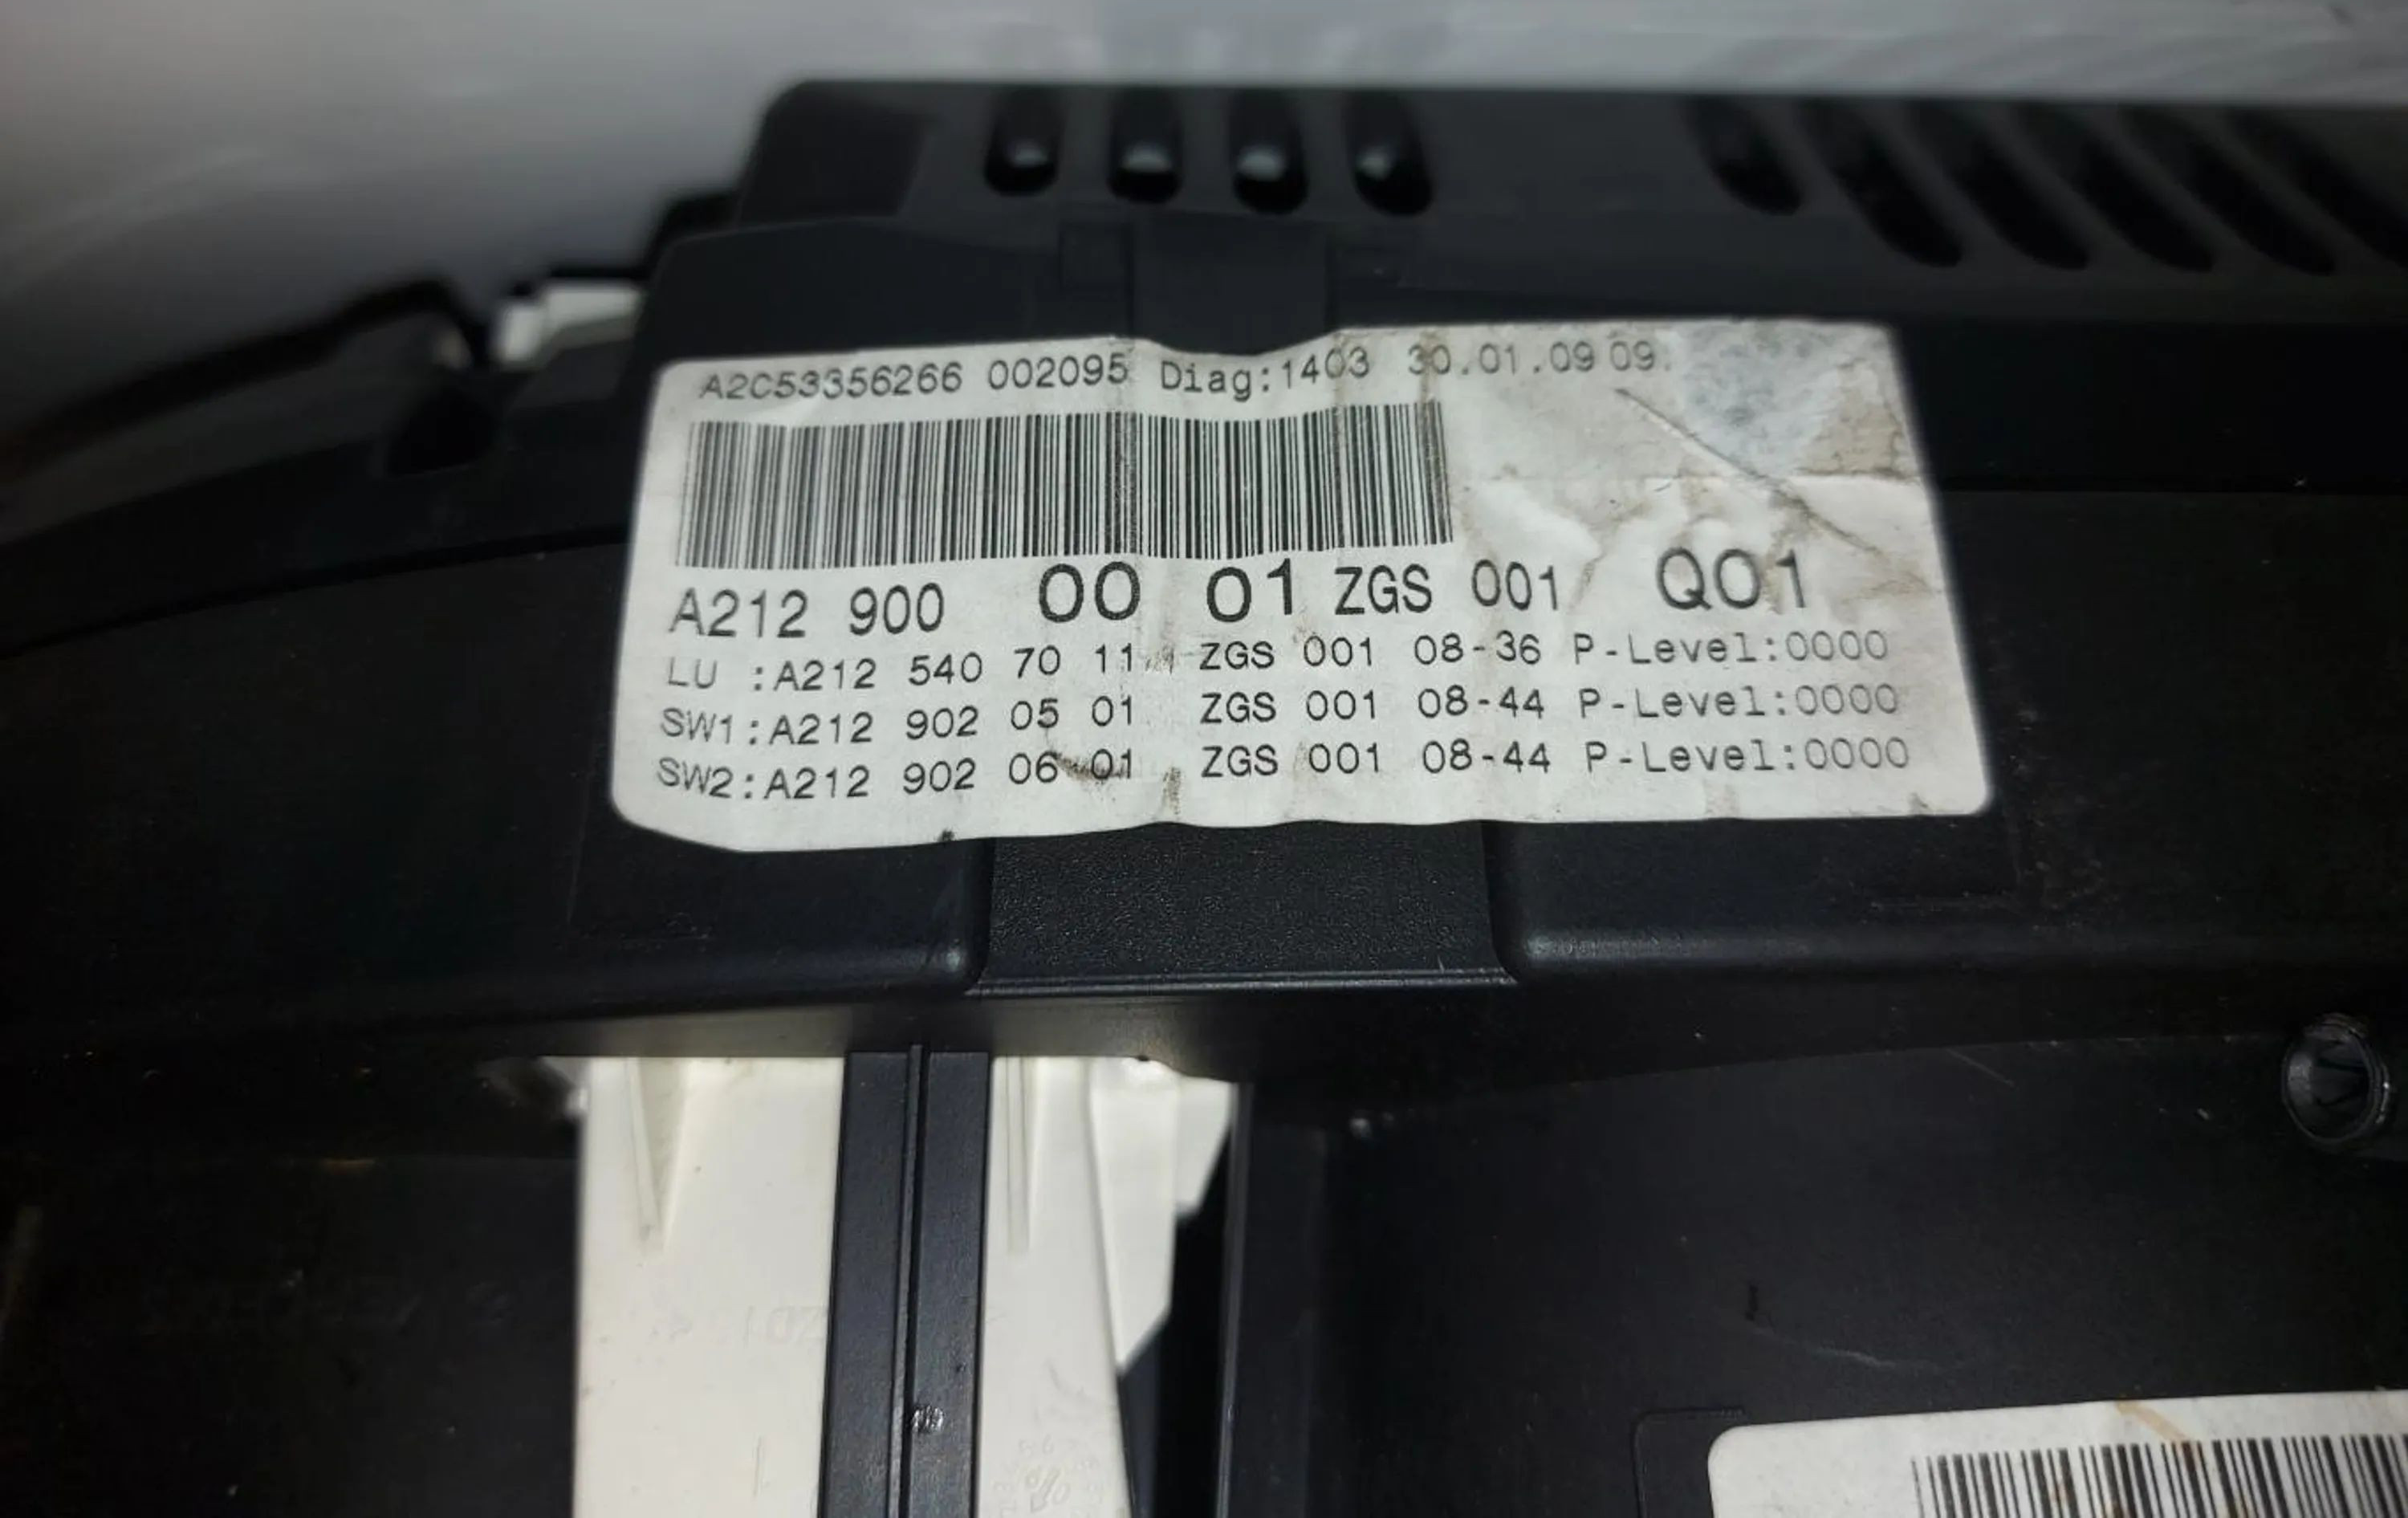 A2C53356266 002095 Diag:1403 30.01.09 09.
A212 900 00 01 ZGS 001 Q01
LU :A212 540 70 11 ZGS 001 08-36 P-Level:0000
SW1:A212 902 05 01 ZGS 001 08-44 P-Level:0000
SW2:A212 902 06 01 ZGS 001 08-44 P-Level:0000